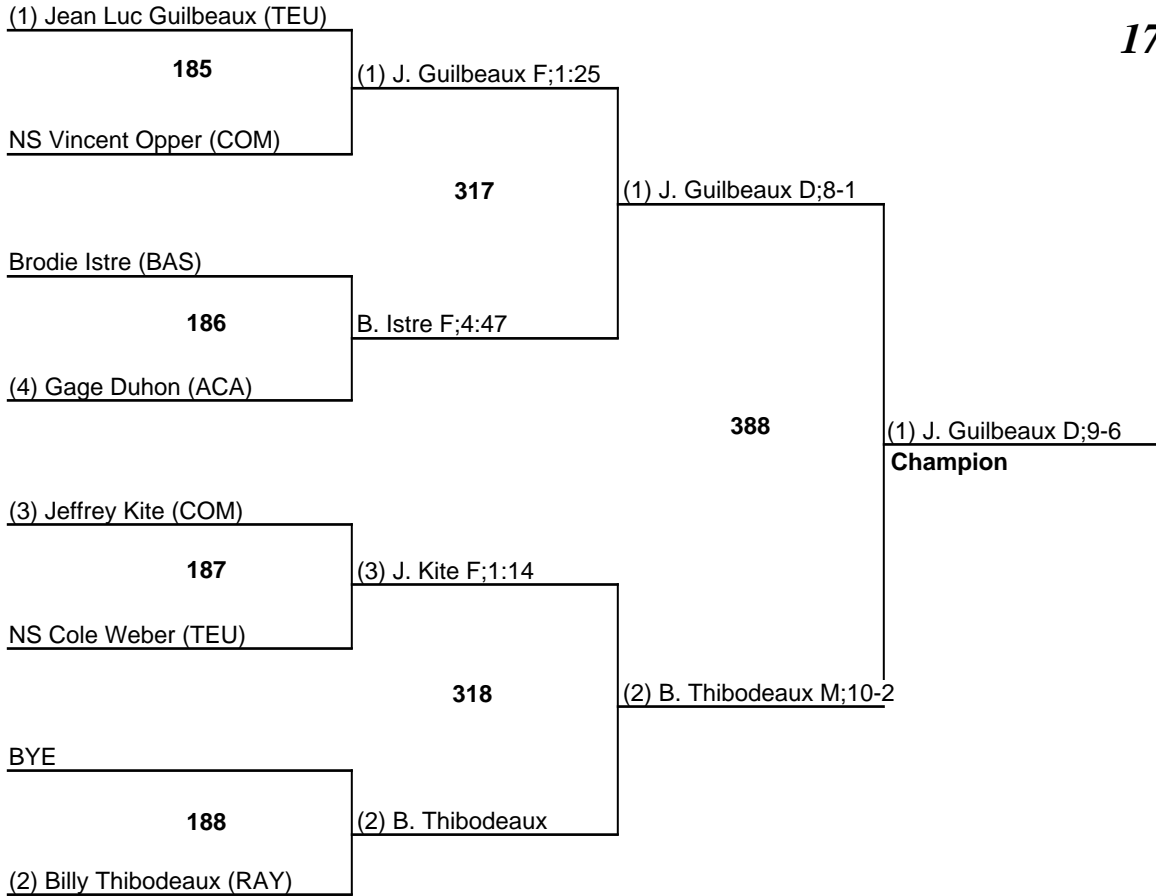 (1) Jean Luc Guilbeaux (TEU)
17
185
(1) J. Guilbeaux F;1:25
NS Vincent Opper (COM)
317
(1) J. Guilbeaux D;8-1
Brodie Istre (BAS)
186
B. Istre F;4:47
(4) Gage Duhon (ACA)
388
(1) J. Guilbeaux D;9-6
Champion
(3) Jeffrey Kite (COM)
187
(3) J. Kite F;1:14
NS Cole Weber (TEU)
318
(2) B. Thibodeaux M;10-2
BYE
188
(2) B. Thibodeaux
(2) Billy Thibodeaux (RAY)